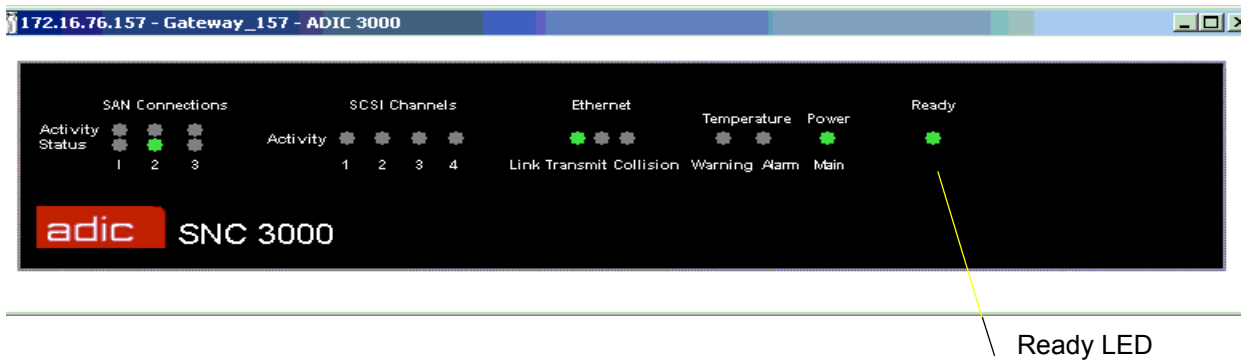 172.16.76.157 - Gateway_157 - ADIC 3000
SAN Connections SCSI Channels Ethernet Ready
Temperature Power
Activity
Status Activity
1 2 3 1 2 3 4 Link Transmit Collision Warning Alarm Main
adic SNC 3000
Ready LED